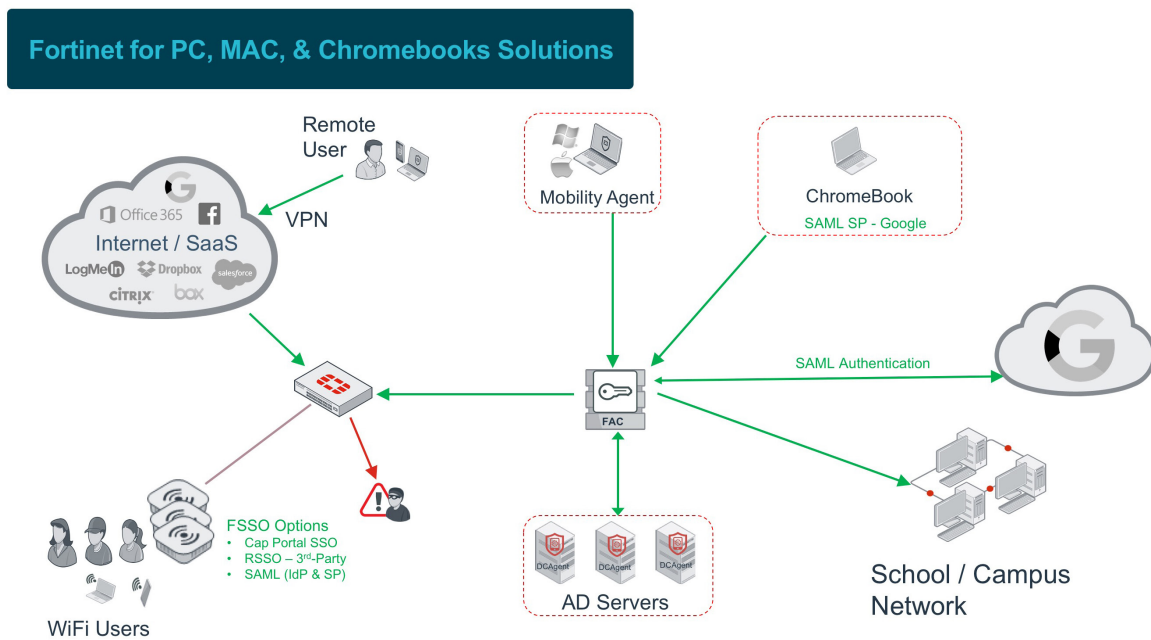 Fortinet for PC, MAC, & Chromebooks Solutions
Remote
User
VPN
G
Office 365
Internet / SaaS
LogMeIn
Dropbox
salesforce
CITRIX
box
Mobility Agent
ChromeBook
SAML SP - Google
SAML Authentication
G
FAC
FSSO Options
• Cap Portal SSO
• RSSO – 3rd-Party
• SAML (IdP & SP)
WiFi Users
DCAgent
DCAgent
DCAgent
AD Servers
School / Campus
Network